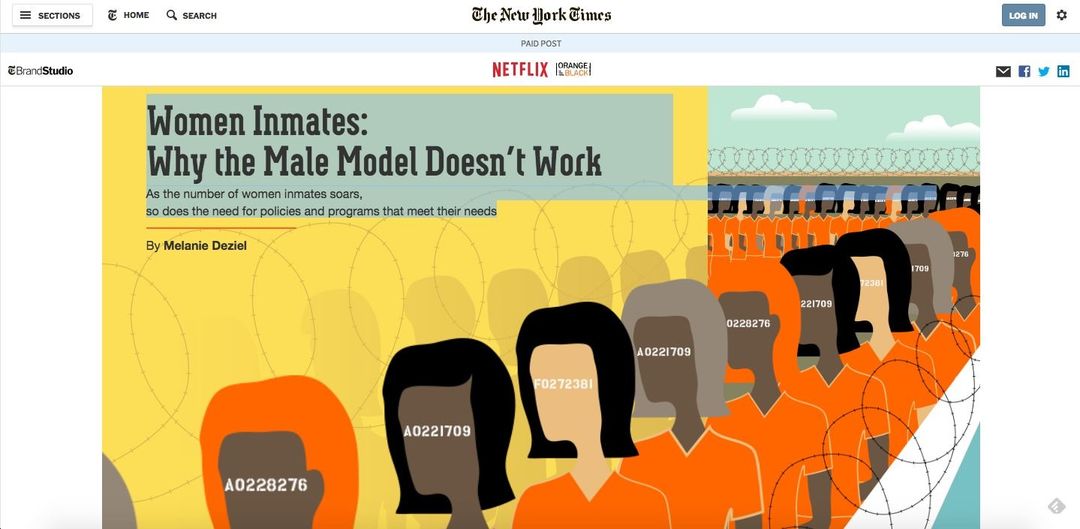 SECTIONS
HOME
SEARCH
The New York Times
LOG IN
PAID POST
TBrandStudio
NETFLIX
ORANGE
IS
BLACK
Women Inmates:
Why the Male Model Doesn't Work
As the number of women inmates soars,
so does the need for policies and programs that meet their needs
By Melanie Deziel
A0228276
A0221709
F0272381
A0221709
0228276
221709
72381
1709
276